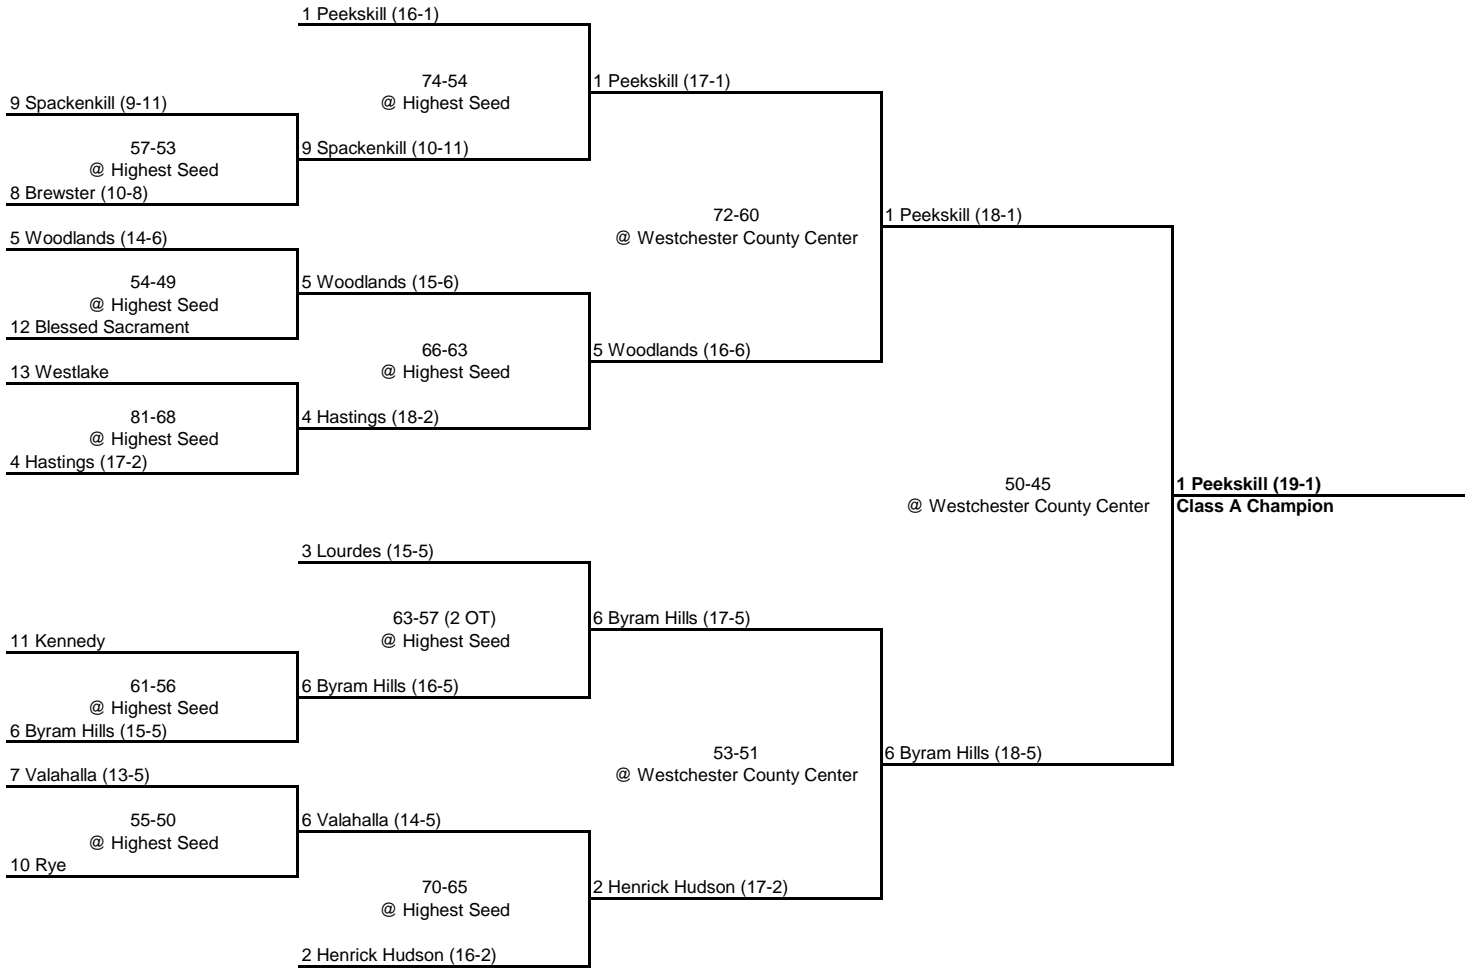 1 Peekskill (16-1)
74-54
@ Highest Seed
1 Peekskill (17-1)
9 Spackenkill (9-11)
57-53
@ Highest Seed
9 Spackenkill (10-11)
8 Brewster (10-8)
72-60
@ Westchester County Center
1 Peekskill (18-1)
5 Woodlands (14-6)
54-49
@ Highest Seed
5 Woodlands (15-6)
12 Blessed Sacrament
66-63
@ Highest Seed
5 Woodlands (16-6)
13 Westlake
81-68
@ Highest Seed
4 Hastings (18-2)
4 Hastings (17-2)
50-45
@ Westchester County Center
1 Peekskill (19-1)
Class A Champion
3 Lourdes (15-5)
63-57 (2 OT)
@ Highest Seed
6 Byram Hills (17-5)
11 Kennedy
61-56
@ Highest Seed
6 Byram Hills (16-5)
6 Byram Hills (15-5)
53-51
@ Westchester County Center
6 Byram Hills (18-5)
7 Valahalla (13-5)
55-50
@ Highest Seed
6 Valahalla (14-5)
10 Rye
70-65
@ Highest Seed
2 Henrick Hudson (17-2)
2 Henrick Hudson (16-2)